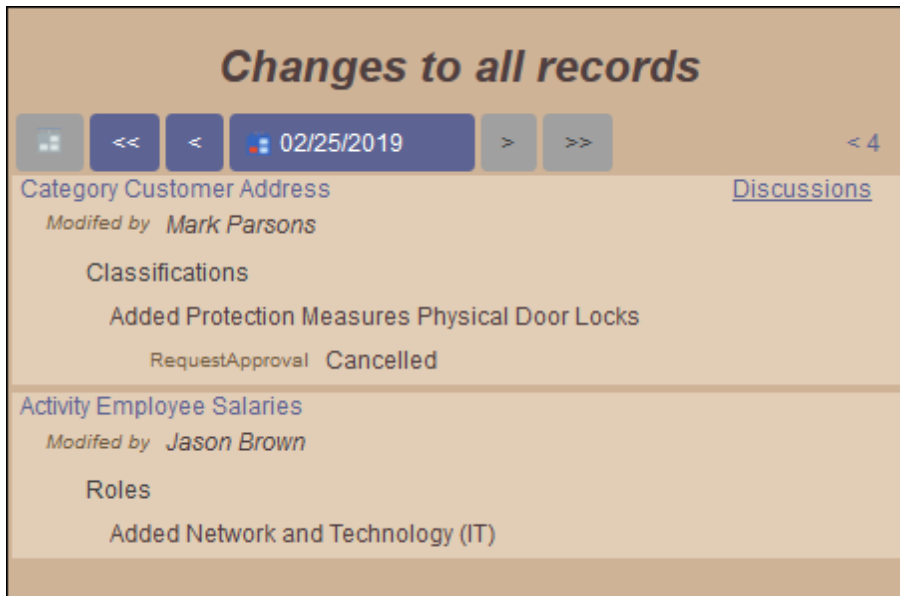 Changes to all records
<< < 02/25/2019 > >> < 4
Category Customer Address Discussions
Modifed by Mark Parsons
Classifications
Added Protection Measures Physical Door Locks
RequestApproval Cancelled
Activity Employee Salaries
Modifed by Jason Brown
Roles
Added Network and Technology (IT)